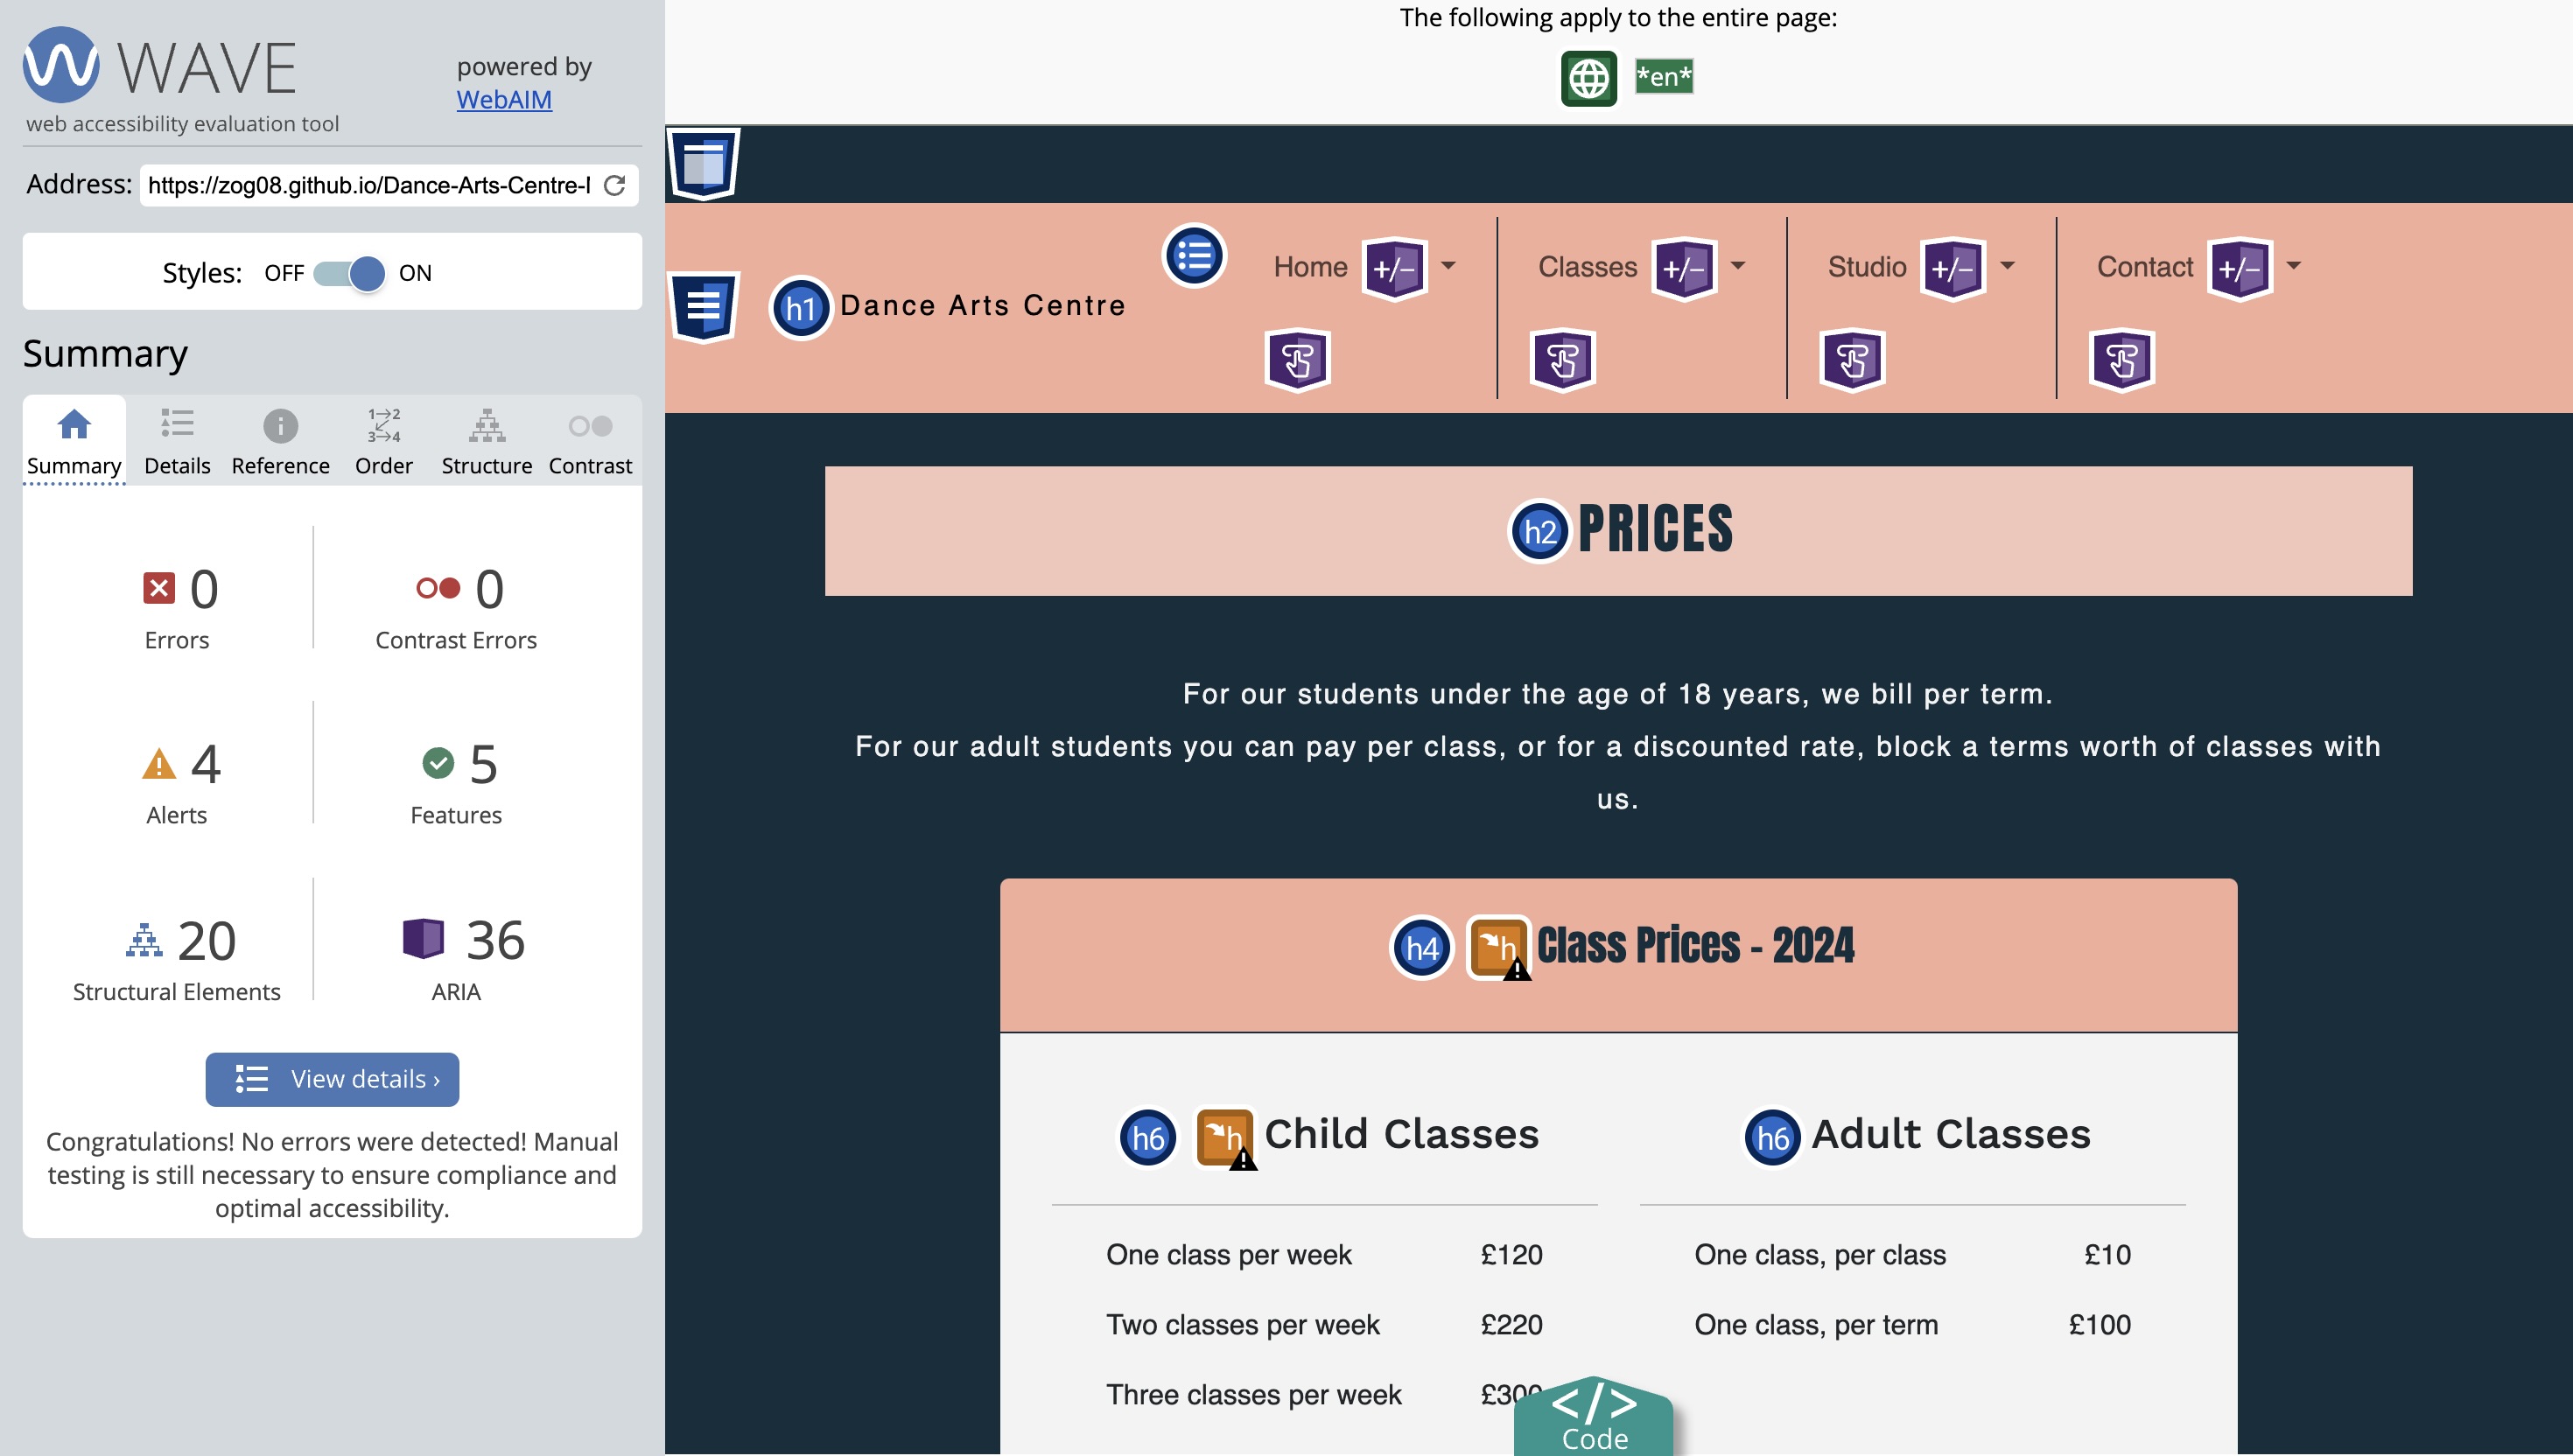 WAVE
powered by
WebAIM
web accessibility evaluation tool
Address: https://zog08.github.io/Dance-Arts-Centre-
Styles: OFF ON
Summary
1→2
3→4
Summary Details Reference Order Structure Contrast
0 0
Errors Contrast Errors
4 5
Alerts Features
20 36
Structural Elements ARIA
View details ›
Congratulations! No errors were detected! Manual
testing is still necessary to ensure compliance and
optimal accessibility.
The following apply to the entire page:
*en*
Home +/− Classes +/− Studio +/− Contact +/−
h1 Dance Arts Centre
h2 PRICES
For our students under the age of 18 years, we bill per term.
For our adult students you can pay per class, or for a discounted rate, block a terms worth of classes with
us.
h4 h Class Prices - 2024
h6 h Child Classes h6 Adult Classes
One class per week £120 One class, per class £10
Two classes per week £220 One class, per term £100
Three classes per week £300
</>
Code